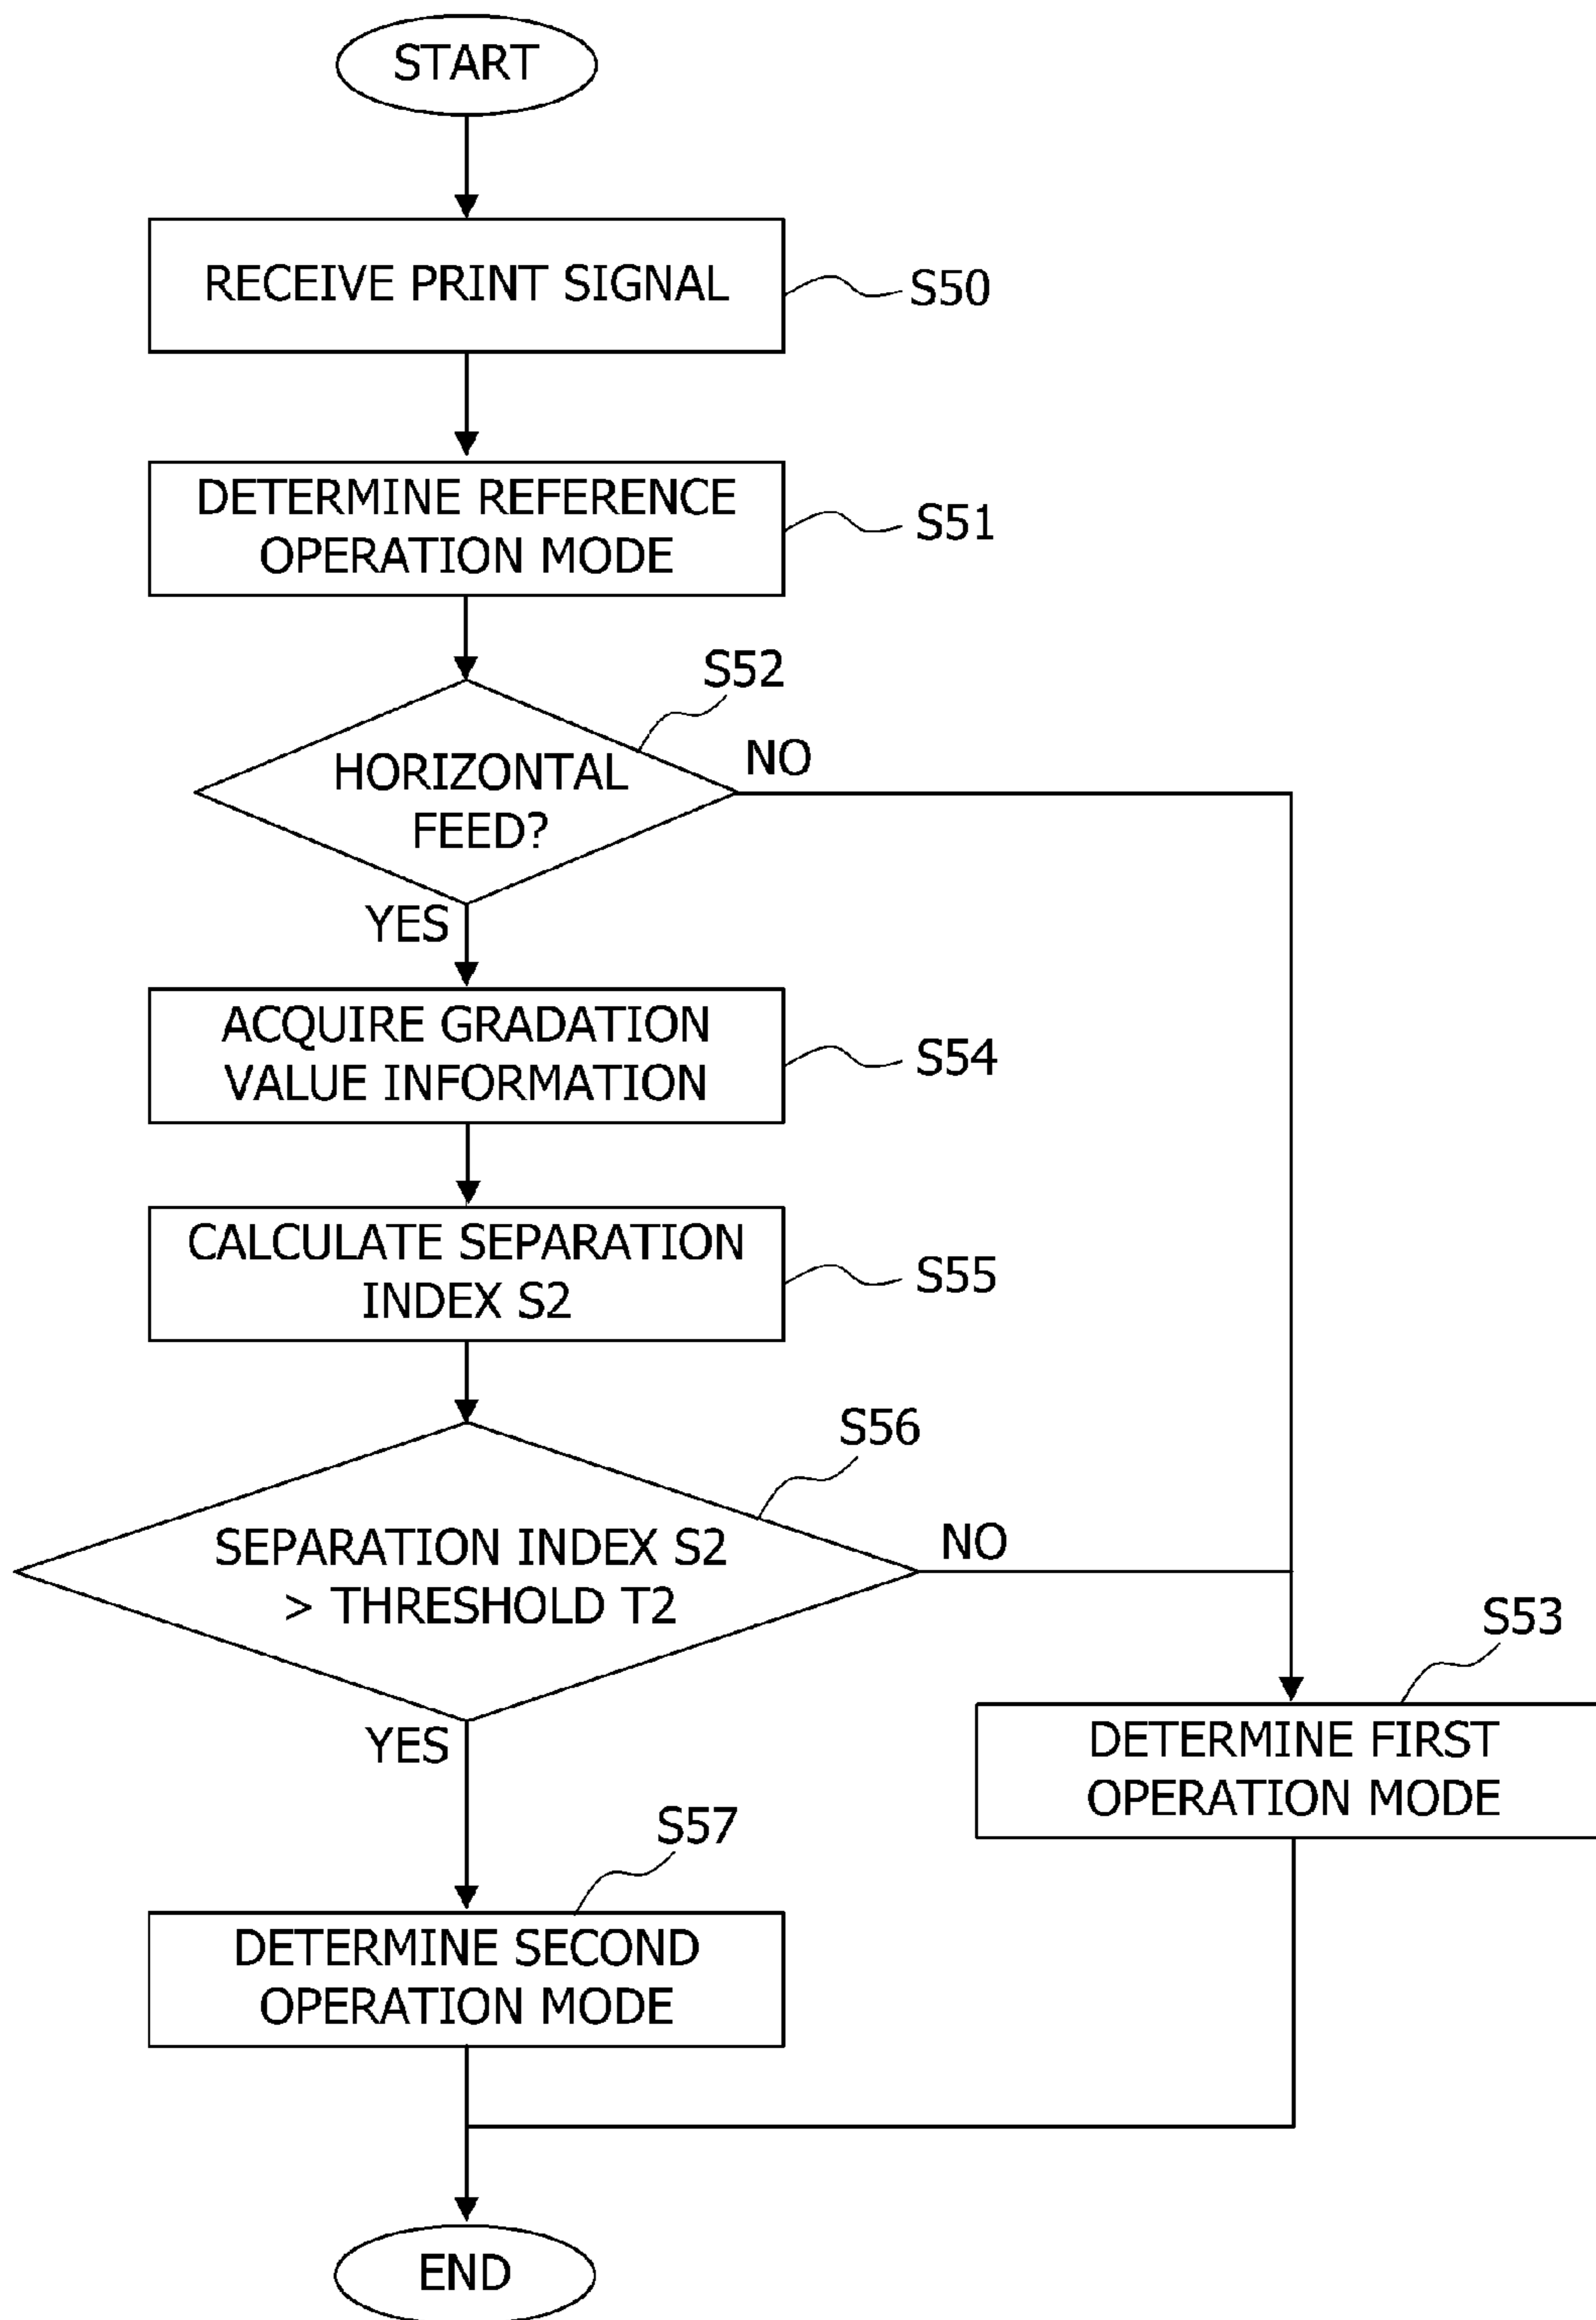 START
RECEIVE PRINT SIGNAL
S50
DETERMINE REFERENCE
OPERATION MODE
S51
S52
HORIZONTAL
FEED?
NO
YES
ACQUIRE GRADATION
VALUE INFORMATION
S54
CALCULATE SEPARATION
INDEX S2
S55
S56
SEPARATION INDEX S2
> THRESHOLD T2
NO
YES
S53
DETERMINE FIRST
OPERATION MODE
S57
DETERMINE SECOND
OPERATION MODE
END